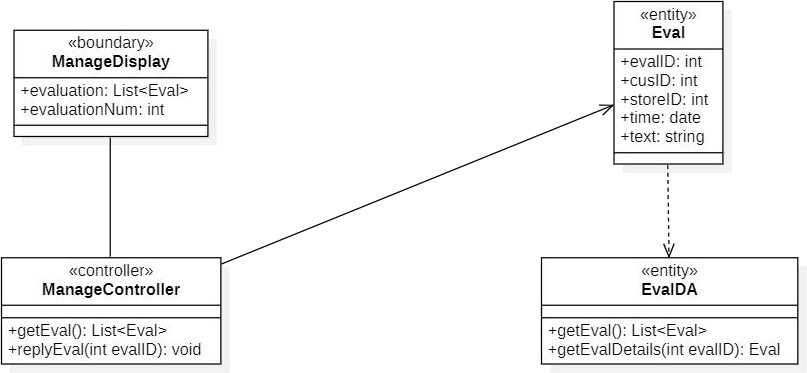 «boundary»
ManageDisplay
+evaluation: List<Eval>
+evaluationNum: int
«entity»
Eval
+evalID: int
+cusID: int
+storeID: int
+time: date
+text: string
«controller»
ManageController
+getEval(): List<Eval>
+replyEval(int evalID): void
«entity»
EvalDA
+getEval(): List<Eval>
+getEvalDetails(int evalID): Eval